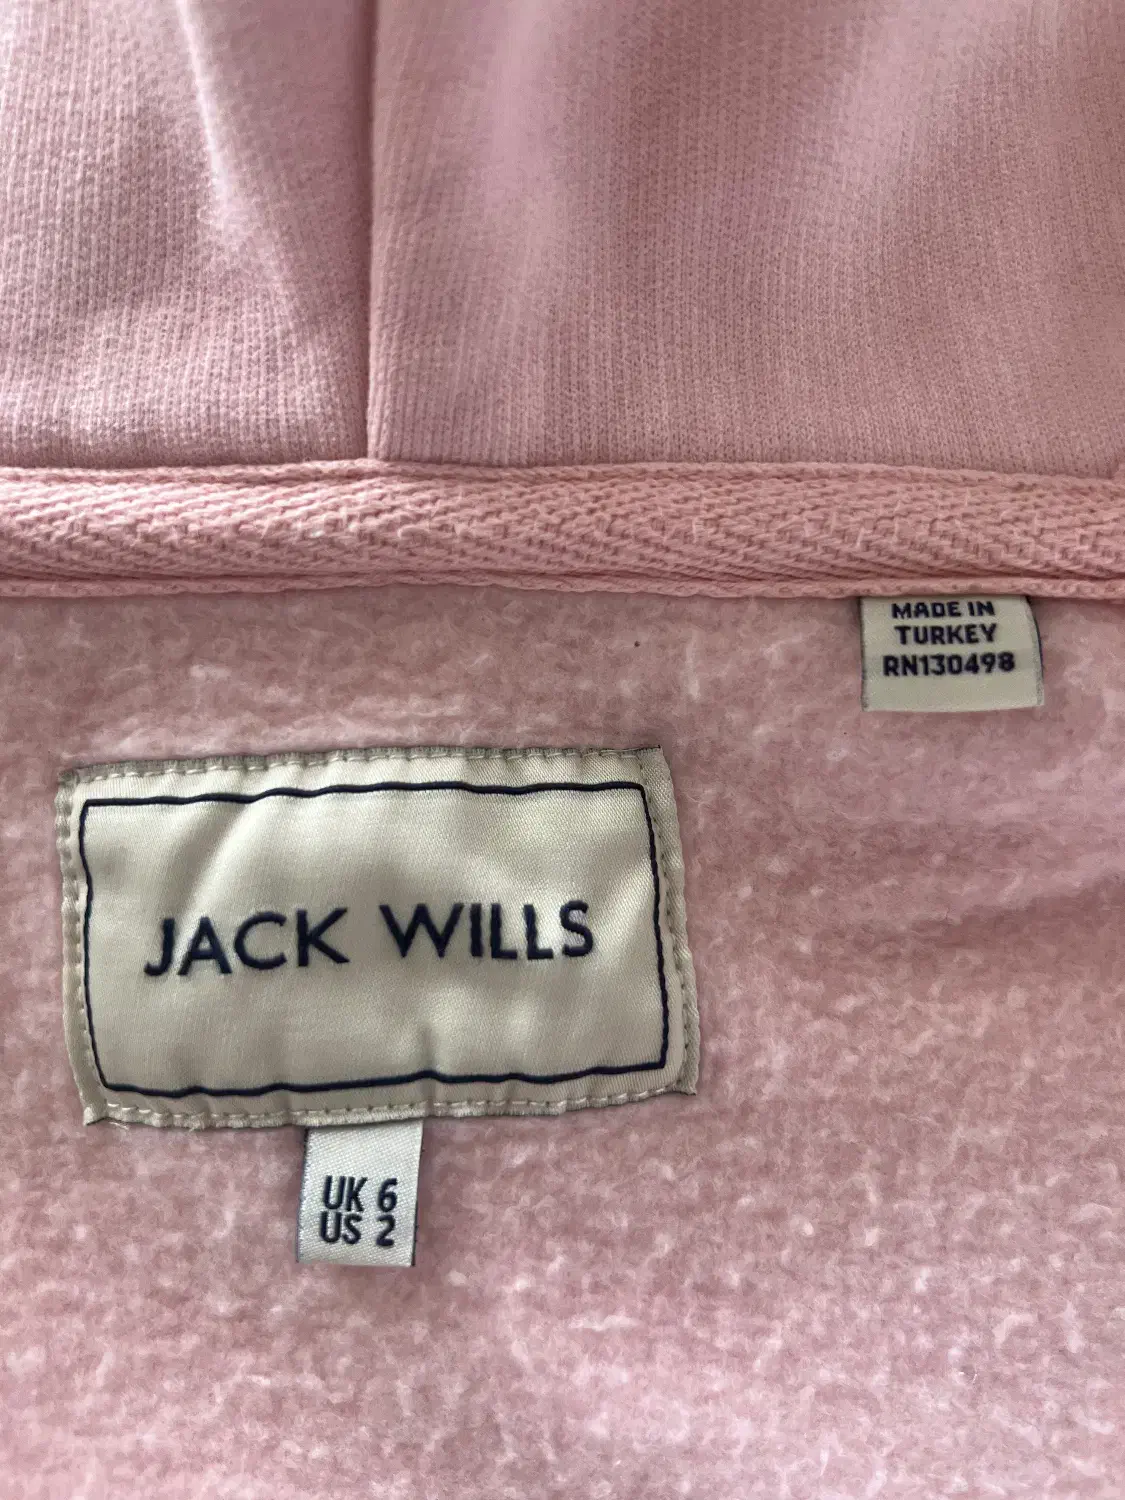 MADE IN
TURKEY
RN130498
JACK WILLS
UK 6
US 2